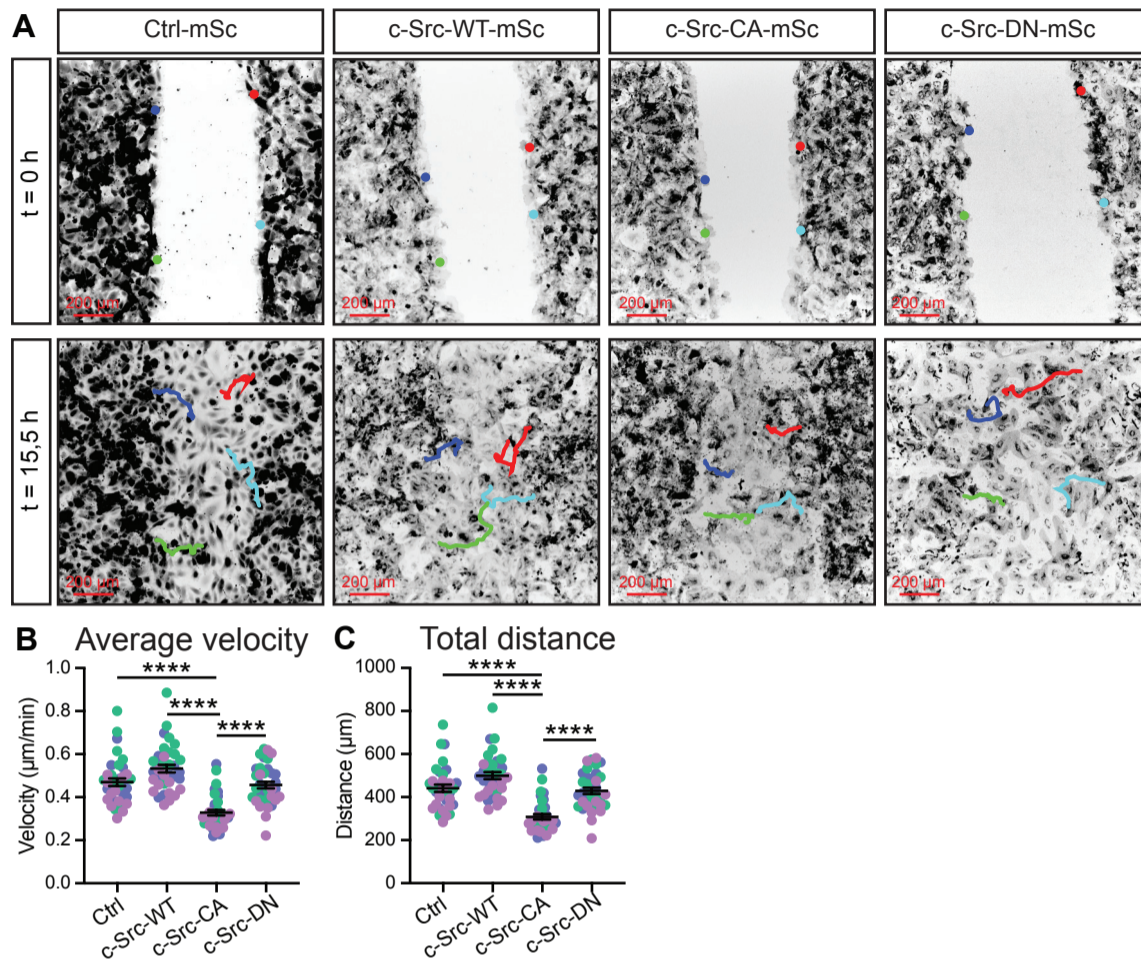 A
Ctrl-mSc
c-Src-WT-mSc
c-Src-CA-mSc
c-Src-DN-mSc
t = 0 h
200 µm
200 µm
200 µm
200 µm
t = 15,5 h
200 µm
200 µm
200 µm
200 µm
B Average velocity
Velocity (µm/min)
1.0
0.8
0.6
0.4
0.2
0.0
****
****
****
Ctrl
c-Src-WT
c-Src-CA
c-Src-DN
C Total distance
Distance (µm)
1000
800
600
400
200
0
****
****
****
Ctrl
c-Src-WT
c-Src-CA
c-Src-DN